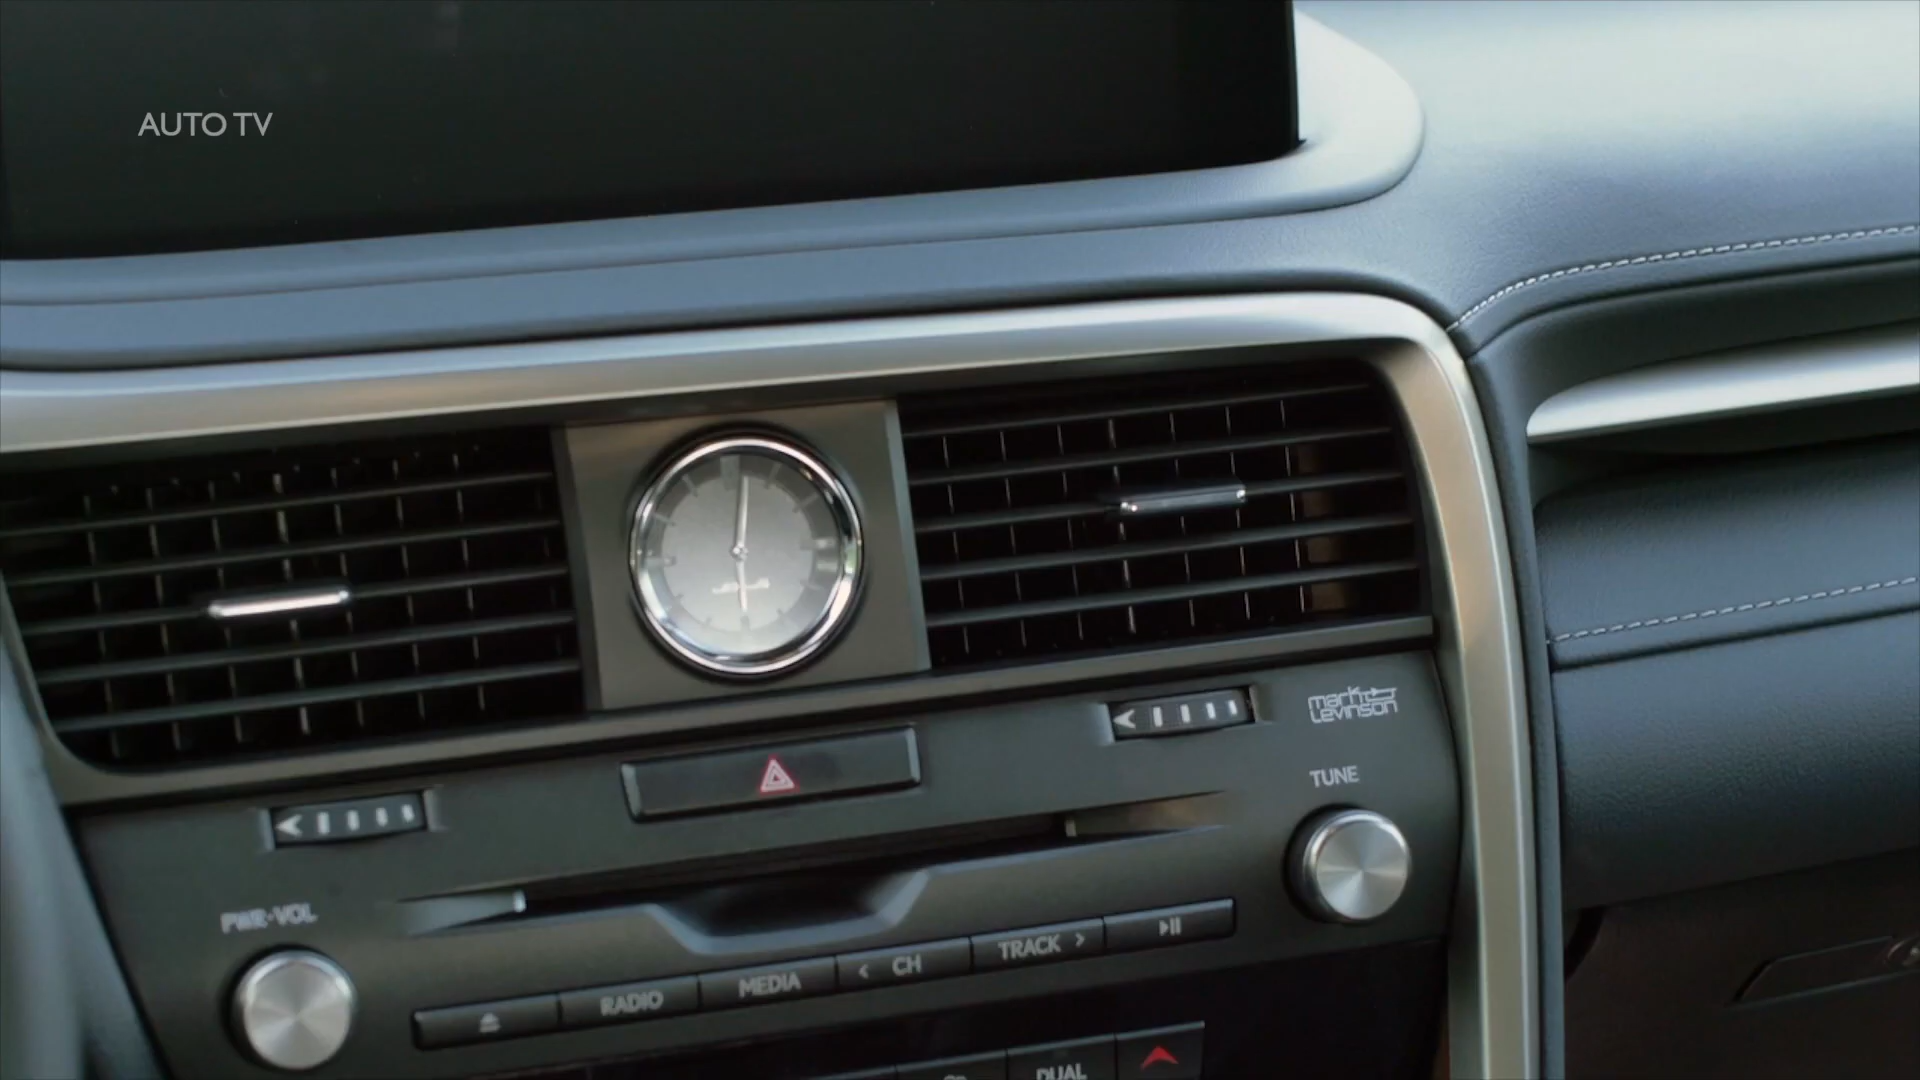 AUTO TV
mark
Levinson
TUNE
PWR·VOL
RADIO
MEDIA
< CH
TRACK >
DUAL